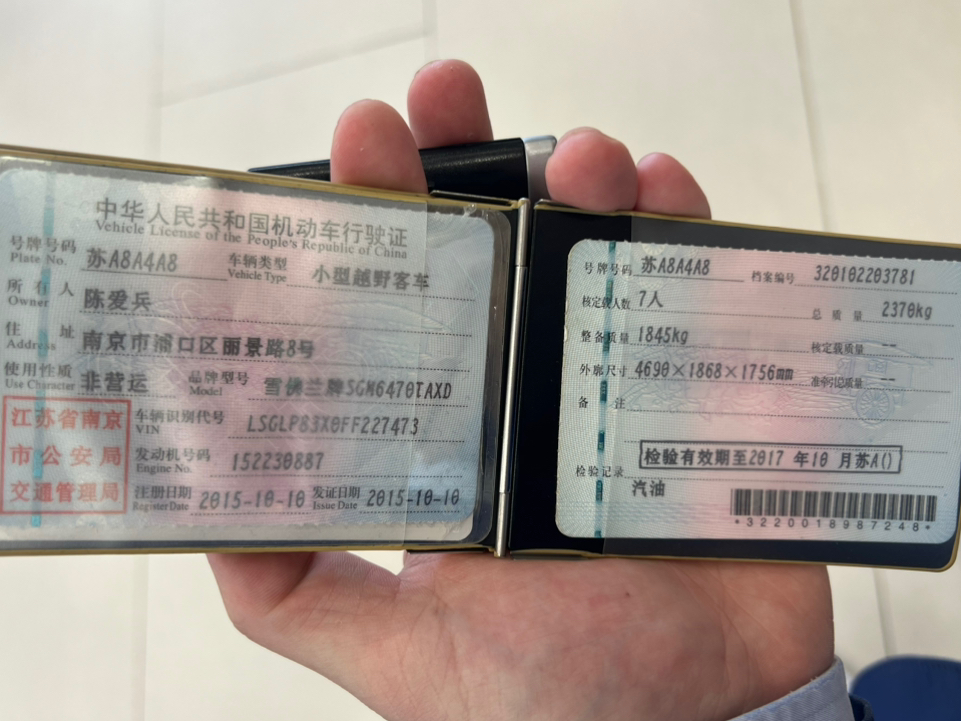 中华人民共和国机动车行驶证
Vehicle License of the People's Republic of China
号牌号码 苏A8A4A8 车辆类型 小型越野客车
Plate No. Vehicle Type
所有人 陈爱兵
Owner
住址 南京市浦口区丽景路8号
Address
使用性质 非营运 品牌型号 雪佛兰牌SGM6470TAXD
Use Character Model
江苏省南京
市公安局
交通管理局
车辆识别代号 LSGLP83X0FF227473
VIN
发动机号码 152230887
Engine No.
注册日期 2015-10-10 发证日期 2015-10-10
Register Date Issue Date
号牌号码 苏A8A4A8 档案编号 320102203781
核定载人数 7人 总质量 2370kg
整备质量 1845kg 核定载质量 --
外廓尺寸 4690×1868×1756mm 准牵引总质量 --
备注
检验记录 检验有效期至2017 年10 月苏A()
汽油
*3220018987248*